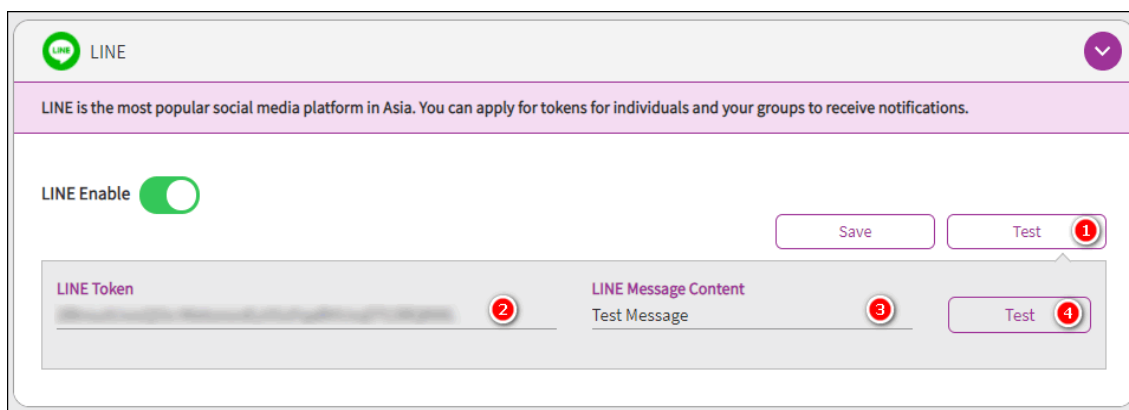 LINE
LINE
LINE is the most popular social media platform in Asia. You can apply for tokens for individuals and your groups to receive notifications.
LINE Enable
Save
Test 1
LINE Token
LINE Message Content
2
Test Message 3
Test 4